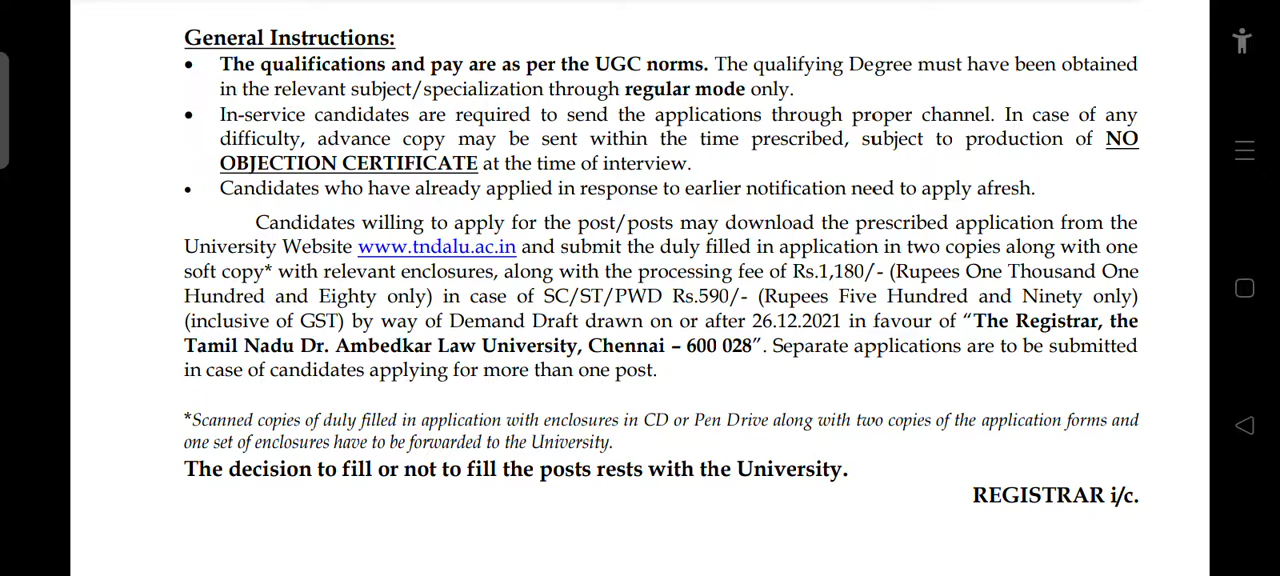 General Instructions:
• The qualifications and pay are as per the UGC norms. The qualifying Degree must have been obtained
in the relevant subject/specialization through regular mode only.
• In-service candidates are required to send the applications through proper channel. In case of any
difficulty, advance copy may be sent within the time prescribed, subject to production of NO
OBJECTION CERTIFICATE at the time of interview.
• Candidates who have already applied in response to earlier notification need to apply afresh.
Candidates willing to apply for the post/posts may download the prescribed application from the
University Website www.tndalu.ac.in and submit the duly filled in application in two copies along with one
soft copy* with relevant enclosures, along with the processing fee of Rs.1,180/- (Rupees One Thousand One
Hundred and Eighty only) in case of SC/ST/PWD Rs.590/- (Rupees Five Hundred and Ninety only)
(inclusive of GST) by way of Demand Draft drawn on or after 26.12.2021 in favour of “The Registrar, the
Tamil Nadu Dr. Ambedkar Law University, Chennai – 600 028”. Separate applications are to be submitted
in case of candidates applying for more than one post.
*Scanned copies of duly filled in application with enclosures in CD or Pen Drive along with two copies of the application forms and
one set of enclosures have to be forwarded to the University.
The decision to fill or not to fill the posts rests with the University.
REGISTRAR i/c.